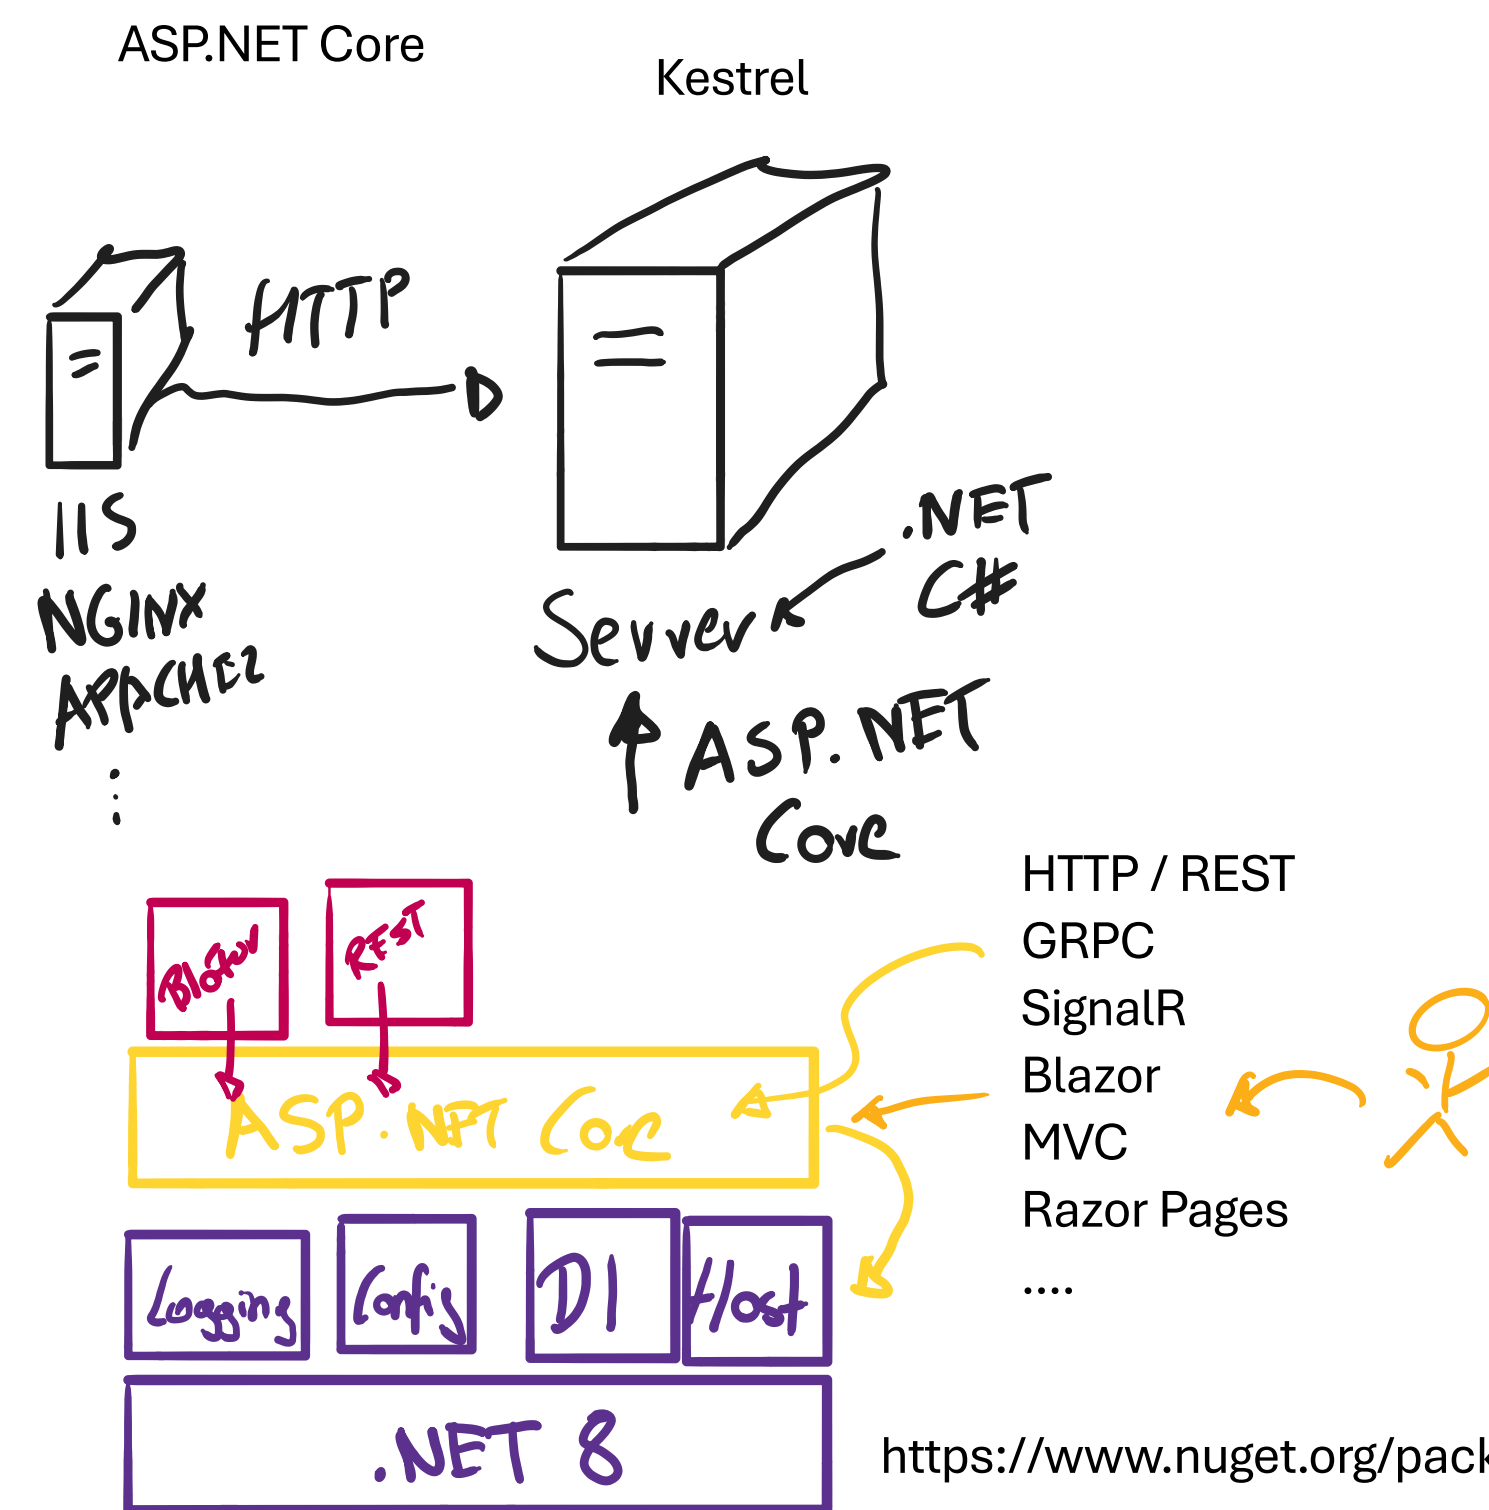 ASP.NET Core
Kestrel
HTTP
IIS
NGINX
APACHE2
⋮
.NET
C#
Server
ASP.NET
Core
HTTP / REST
GRPC
SignalR
Blazor
MVC
Razor Pages
....
Blazor
REST
ASP.NET Core
Logging
Config
DI
Host
.NET 8
https://www.nuget.org/pack